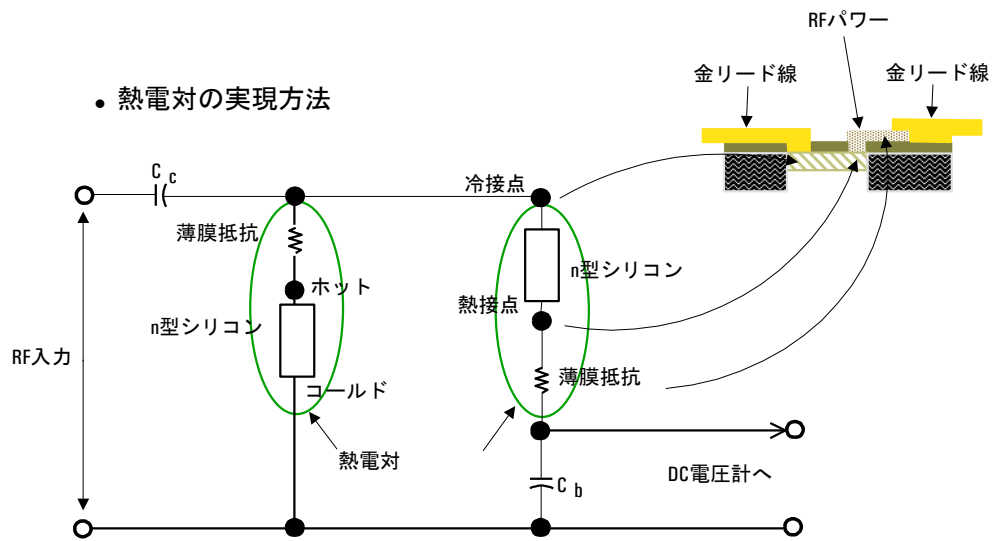 RFパワー
金リード線
金リード線
• 熱電対の実現方法
C c
冷接点
薄膜抵抗
ホット
n型シリコン
n型シリコン
熱接点
RF入力
コールド
薄膜抵抗
熱電対
DC電圧計へ
C b